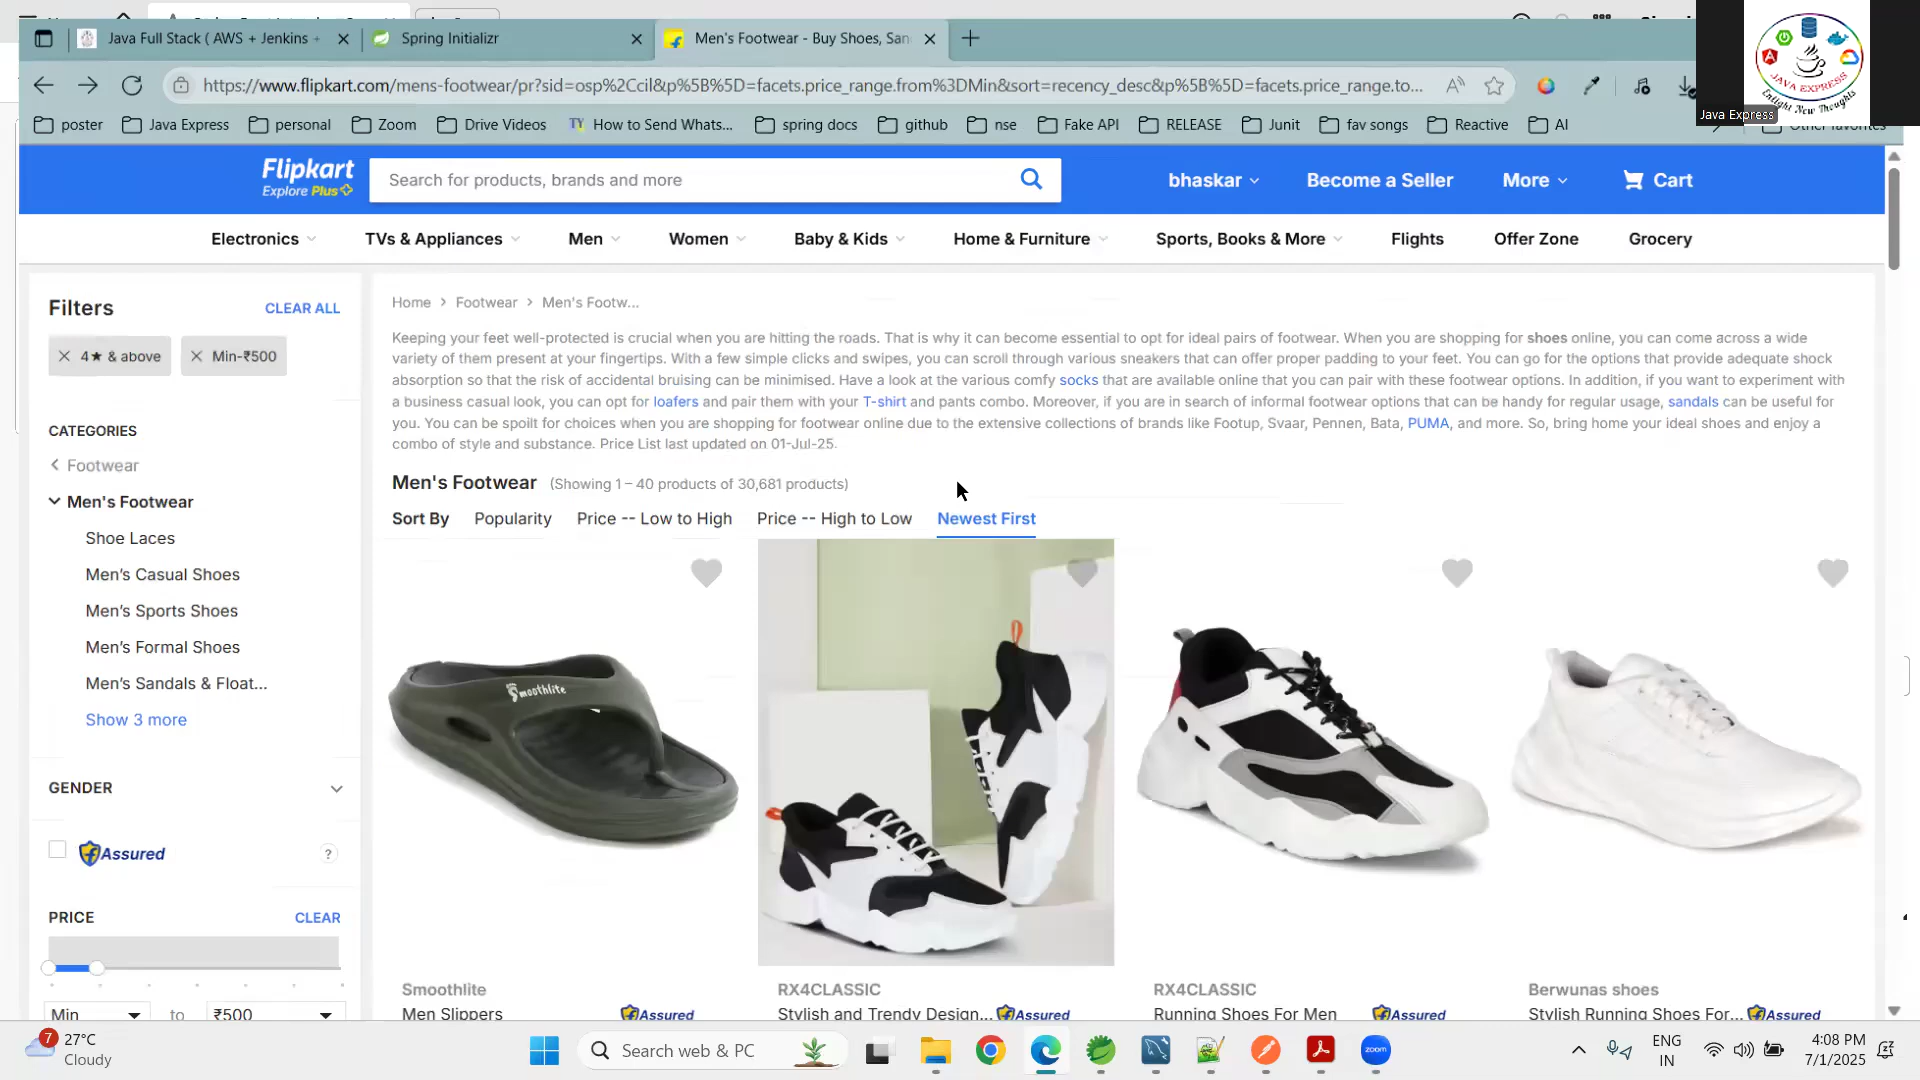 Java Full Stack ( AWS + Jenkins +
Spring Initializr
Men's Footwear - Buy Shoes, San
https://www.flipkart.com/mens-footwear/pr?sid=osp%2Ccil&p%5B%5D=facets.price_range.from%3DMin&sort=recency_desc&p%5B%5D=facets.price_range.to...
JAVA EXPRESS
Enlight New Thoughts
Java Express
poster
Java Express
personal
Zoom
Drive Videos
How to Send Whats...
spring docs
github
nse
Fake API
RELEASE
Junit
fav songs
Reactive
AI
Other favorites
Flipkart
Explore Plus
Search for products, brands and more
bhaskar
Become a Seller
More
Cart
Electronics
TVs & Appliances
Men
Women
Baby & Kids
Home & Furniture
Sports, Books & More
Flights
Offer Zone
Grocery
Filters
CLEAR ALL
4★ & above
Min-₹500
CATEGORIES
Footwear
Men's Footwear
Shoe Laces
Men's Casual Shoes
Men's Sports Shoes
Men's Formal Shoes
Men's Sandals & Float...
Show 3 more
GENDER
Assured
?
PRICE
CLEAR
Min
to
₹500
Home > Footwear > Men's Footw...
Keeping your feet well-protected is crucial when you are hitting the roads. That is why it can become essential to opt for ideal pairs of footwear. When you are shopping for shoes online, you can come across a wide
variety of them present at your fingertips. With a few simple clicks and swipes, you can scroll through various sneakers that can offer proper padding to your feet. You can go for the options that provide adequate shock
absorption so that the risk of accidental bruising can be minimised. Have a look at the various comfy socks that are available online that you can pair with these footwear options. In addition, if you want to experiment with
a business casual look, you can opt for loafers and pair them with your T-shirt and pants combo. Moreover, if you are in search of informal footwear options that can be handy for regular usage, sandals can be useful for
you. You can be spoilt for choices when you are shopping for footwear online due to the extensive collections of brands like Footup, Svaar, Pennen, Bata, PUMA, and more. So, bring home your ideal shoes and enjoy a
combo of style and substance. Price List last updated on 01-Jul-25.
Men's Footwear (Showing 1 – 40 products of 30,681 products)
Sort By
Popularity
Price -- Low to High
Price -- High to Low
Newest First
Smoothlite
Smoothlite
Men Slippers
Assured
RX4CLASSIC
Stylish and Trendy Design...
Assured
RX4CLASSIC
Running Shoes For Men
Assured
Berwunas shoes
Stylish Running Shoes For...
Assured
7
27°C
Cloudy
Search web & PC
zoom
ENG
IN
4:08 PM
7/1/2025